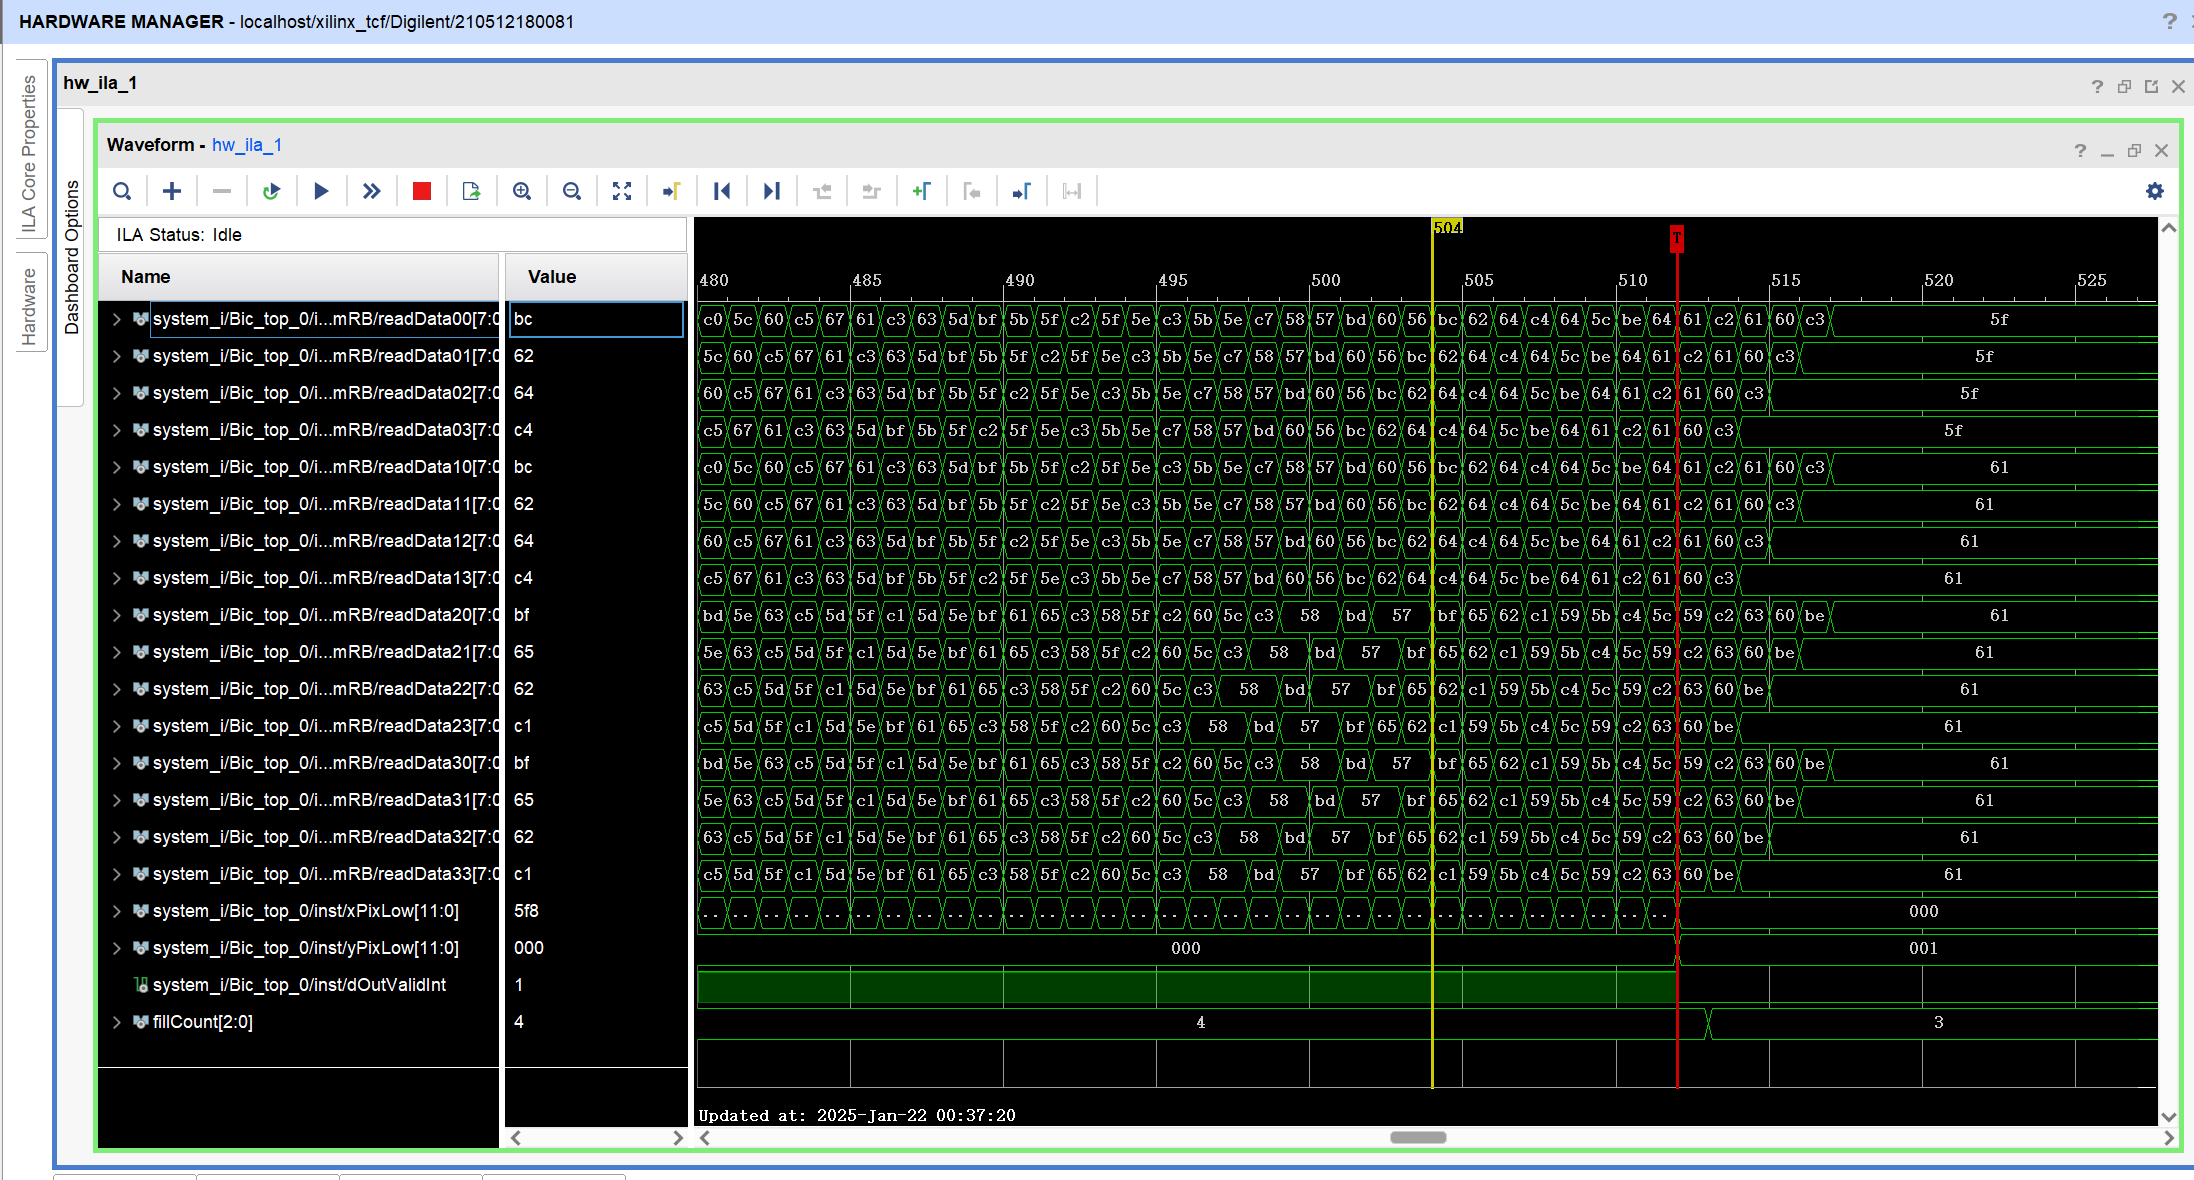 HARDWARE MANAGER - localhost/xilinx_tcf/Digilent/210512180081
?
ILA Core Properties
Hardware
hw_ila_1
?
Dashboard Options
Waveform - hw_ila_1
?
ILA Status: Idle
Name Value
504
T
480 485 490 495 500 505 510 515 520 525
system_i/Bic_top_0/i...mRB/readData00[7:0 bc c0 5c 60 c5 67 61 c3 63 5d bf 5b 5f c2 5f 5e c3 5b 5e c7 58 57 bd 60 56 bc 62 64 c4 64 5c be 64 61 c2 61 60 c3 5f
system_i/Bic_top_0/i...mRB/readData01[7:0 62 5c 60 c5 67 61 c3 63 5d bf 5b 5f c2 5f 5e c3 5b 5e c7 58 57 bd 60 56 bc 62 64 c4 64 5c be 64 61 c2 61 60 c3 5f
system_i/Bic_top_0/i...mRB/readData02[7:0 64 60 c5 67 61 c3 63 5d bf 5b 5f c2 5f 5e c3 5b 5e c7 58 57 bd 60 56 bc 62 64 c4 64 5c be 64 61 c2 61 60 c3 5f
system_i/Bic_top_0/i...mRB/readData03[7:0 c4 c5 67 61 c3 63 5d bf 5b 5f c2 5f 5e c3 5b 5e c7 58 57 bd 60 56 bc 62 64 c4 64 5c be 64 61 c2 61 60 c3 5f
system_i/Bic_top_0/i...mRB/readData10[7:0 bc c0 5c 60 c5 67 61 c3 63 5d bf 5b 5f c2 5f 5e c3 5b 5e c7 58 57 bd 60 56 bc 62 64 c4 64 5c be 64 61 c2 61 60 c3 61
system_i/Bic_top_0/i...mRB/readData11[7:0 62 5c 60 c5 67 61 c3 63 5d bf 5b 5f c2 5f 5e c3 5b 5e c7 58 57 bd 60 56 bc 62 64 c4 64 5c be 64 61 c2 61 60 c3 61
system_i/Bic_top_0/i...mRB/readData12[7:0 64 60 c5 67 61 c3 63 5d bf 5b 5f c2 5f 5e c3 5b 5e c7 58 57 bd 60 56 bc 62 64 c4 64 5c be 64 61 c2 61 60 c3 61
system_i/Bic_top_0/i...mRB/readData13[7:0 c4 c5 67 61 c3 63 5d bf 5b 5f c2 5f 5e c3 5b 5e c7 58 57 bd 60 56 bc 62 64 c4 64 5c be 64 61 c2 61 60 c3 61
system_i/Bic_top_0/i...mRB/readData20[7:0 bf bd 5e 63 c5 5d 5f c1 5d 5e bf 61 65 c3 58 5f c2 60 5c c3 58 bd 57 bf 65 62 c1 59 5b c4 5c 59 c2 63 60 be 61
system_i/Bic_top_0/i...mRB/readData21[7:0 65 5e 63 c5 5d 5f c1 5d 5e bf 61 65 c3 58 5f c2 60 5c c3 58 bd 57 bf 65 62 c1 59 5b c4 5c 59 c2 63 60 be 61
system_i/Bic_top_0/i...mRB/readData22[7:0 62 63 c5 5d 5f c1 5d 5e bf 61 65 c3 58 5f c2 60 5c c3 58 bd 57 bf 65 62 c1 59 5b c4 5c 59 c2 63 60 be 61
system_i/Bic_top_0/i...mRB/readData23[7:0 c1 c5 5d 5f c1 5d 5e bf 61 65 c3 58 5f c2 60 5c c3 58 bd 57 bf 65 62 c1 59 5b c4 5c 59 c2 63 60 be 61
system_i/Bic_top_0/i...mRB/readData30[7:0 bf bd 5e 63 c5 5d 5f c1 5d 5e bf 61 65 c3 58 5f c2 60 5c c3 58 bd 57 bf 65 62 c1 59 5b c4 5c 59 c2 63 60 be 61
system_i/Bic_top_0/i...mRB/readData31[7:0 65 5e 63 c5 5d 5f c1 5d 5e bf 61 65 c3 58 5f c2 60 5c c3 58 bd 57 bf 65 62 c1 59 5b c4 5c 59 c2 63 60 be 61
system_i/Bic_top_0/i...mRB/readData32[7:0 62 63 c5 5d 5f c1 5d 5e bf 61 65 c3 58 5f c2 60 5c c3 58 bd 57 bf 65 62 c1 59 5b c4 5c 59 c2 63 60 be 61
system_i/Bic_top_0/i...mRB/readData33[7:0 c1 c5 5d 5f c1 5d 5e bf 61 65 c3 58 5f c2 60 5c c3 58 bd 57 bf 65 62 c1 59 5b c4 5c 59 c2 63 60 be 61
system_i/Bic_top_0/inst/xPixLow[11:0] 5f8 .. .. .. .. .. .. .. .. .. .. .. .. .. .. .. .. .. .. .. .. .. .. .. .. .. .. .. .. .. .. .. .. 000
system_i/Bic_top_0/inst/yPixLow[11:0] 000 000 001
system_i/Bic_top_0/inst/dOutValidInt 1
fillCount[2:0] 4 4 3
Updated at: 2025-Jan-22 00:37:20